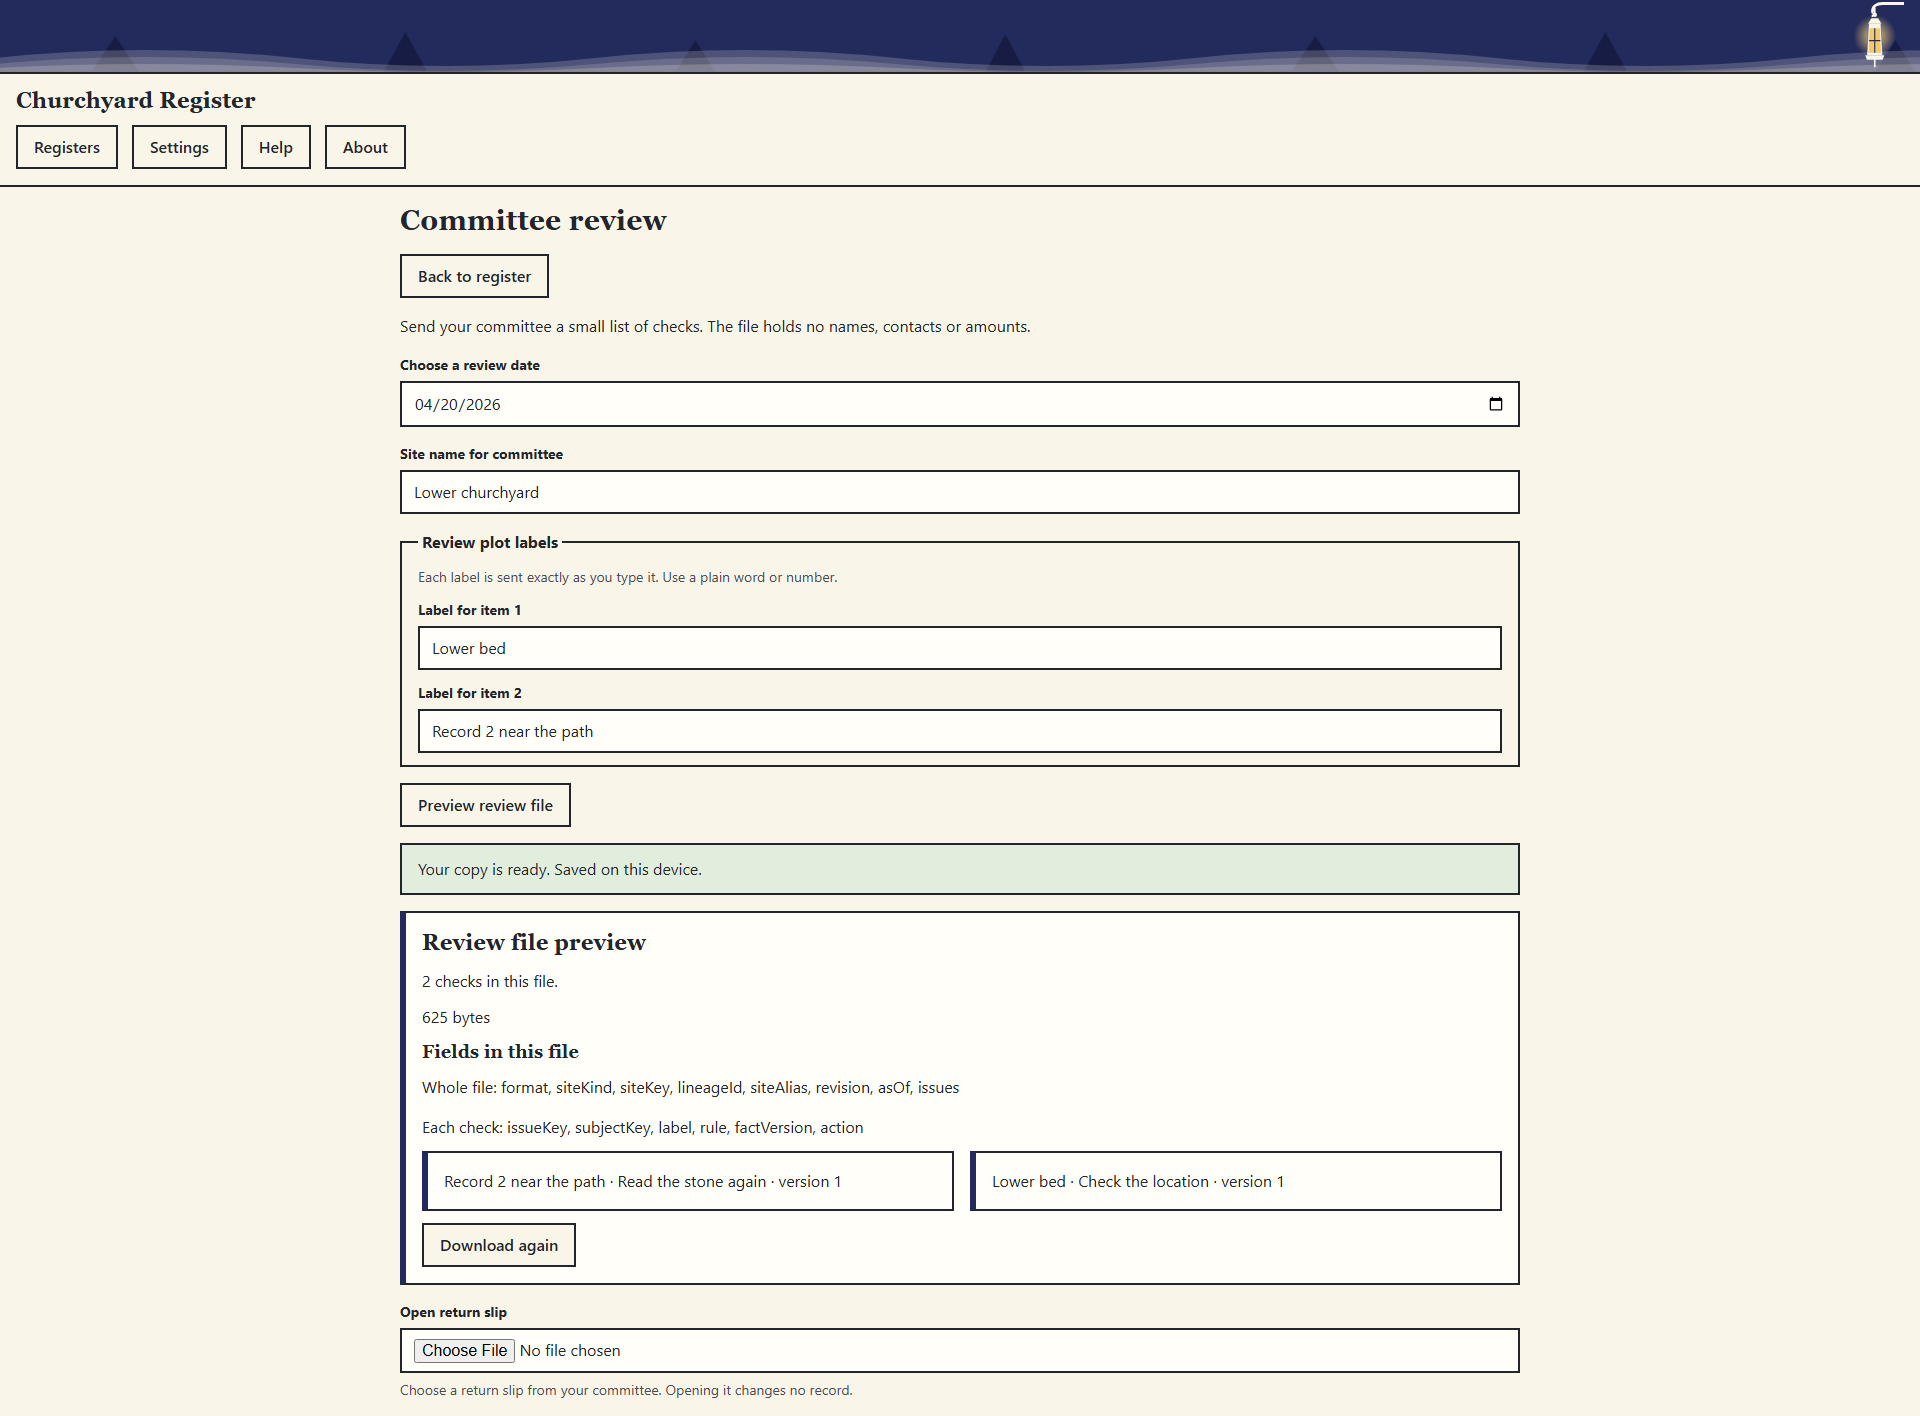 Churchyard Register
Registers
Settings
Help
About
Committee review
Back to register
Send your committee a small list of checks. The file holds no names, contacts or amounts.
Choose a review date
04/20/2026
Site name for committee
Lower churchyard
Review plot labels
Each label is sent exactly as you type it. Use a plain word or number.
Label for item 1
Lower bed
Label for item 2
Record 2 near the path
Preview review file
Your copy is ready. Saved on this device.
Review file preview
2 checks in this file.
625 bytes
Fields in this file
Whole file: format, siteKind, siteKey, lineageId, siteAlias, revision, asOf, issues
Each check: issueKey, subjectKey, label, rule, factVersion, action
Record 2 near the path · Read the stone again · version 1
Lower bed · Check the location · version 1
Download again
Open return slip
Choose File No file chosen
Choose a return slip from your committee. Opening it changes no record.